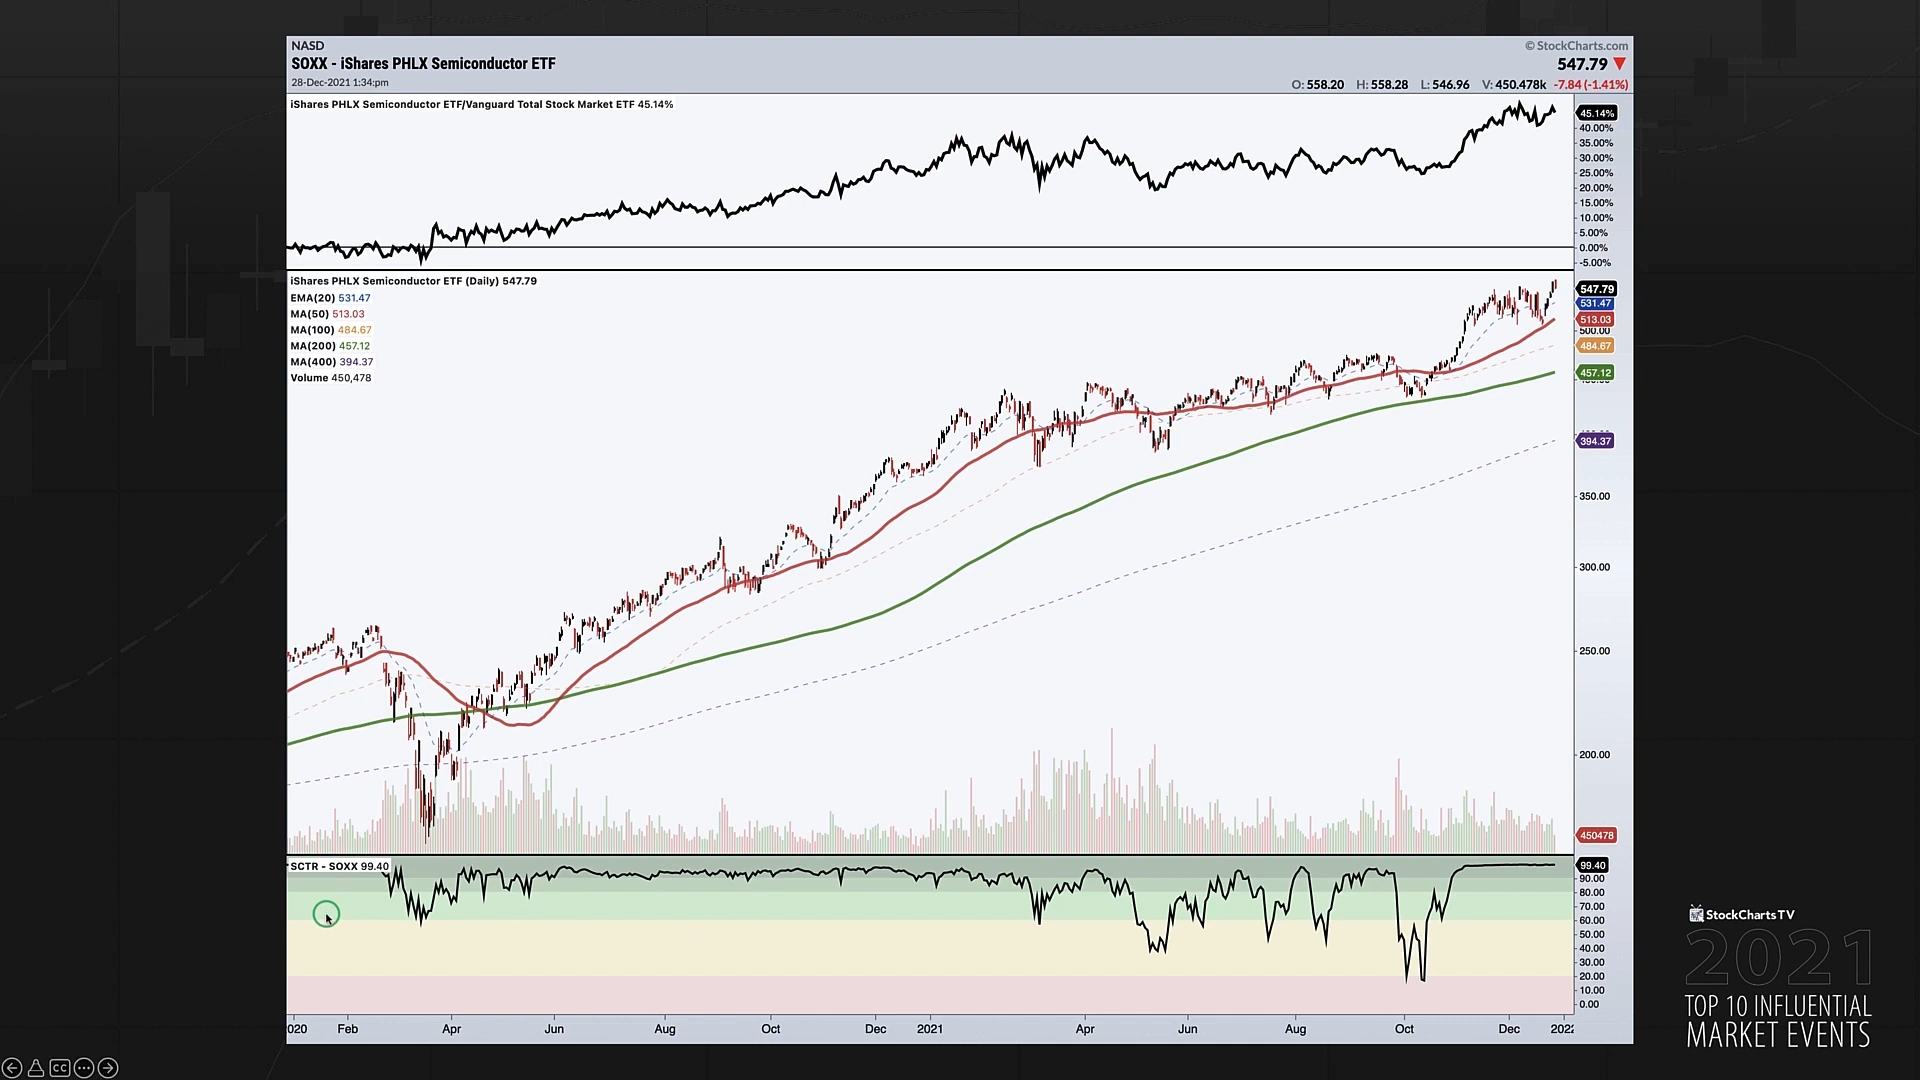 NASD
© StockCharts.com
SOXX - iShares PHLX Semiconductor ETF
547.79
28-Dec-2021 1:34:pm
O: 558.20 H: 558.28 L: 546.96 V: 450.478k -7.84 (-1.41%)
iShares PHLX Semiconductor ETF/Vanguard Total Stock Market ETF 45.14%
45.14%
40.00%
35.00%
30.00%
25.00%
20.00%
15.00%
10.00%
5.00%
0.00%
-5.00%
iShares PHLX Semiconductor ETF (Daily) 547.79
EMA(20) 531.47
MA(50) 513.03
MA(100) 484.67
MA(200) 457.12
MA(400) 394.37
Volume 450,478
547.79
531.47
513.03
500.00
484.67
457.12
394.37
350.00
300.00
250.00
200.00
450478
SCTR - SOXX 99.40
99.40
90.00
80.00
70.00
60.00
50.00
40.00
30.00
20.00
10.00
0.00
2020 Feb Apr Jun Aug Oct Dec 2021 Apr Jun Aug Oct Dec 2022
StockCharts TV
2021
TOP 10 INFLUENTIAL
MARKET EVENTS
CC